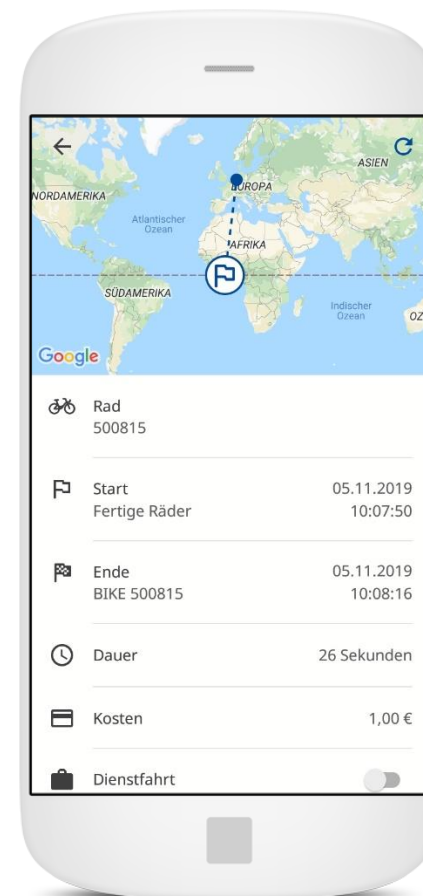 ASIEN
EUROPA
NORDAMERIKA
Atlantischer
Ozean
AFRIKA
SÜDAMERIKA
Indischer
Ozean
OZ
Google
Rad
500815
Start 05.11.2019
Fertige Räder 10:07:50
Ende 05.11.2019
BIKE 500815 10:08:16
Dauer 26 Sekunden
Kosten 1,00 €
Dienstfahrt